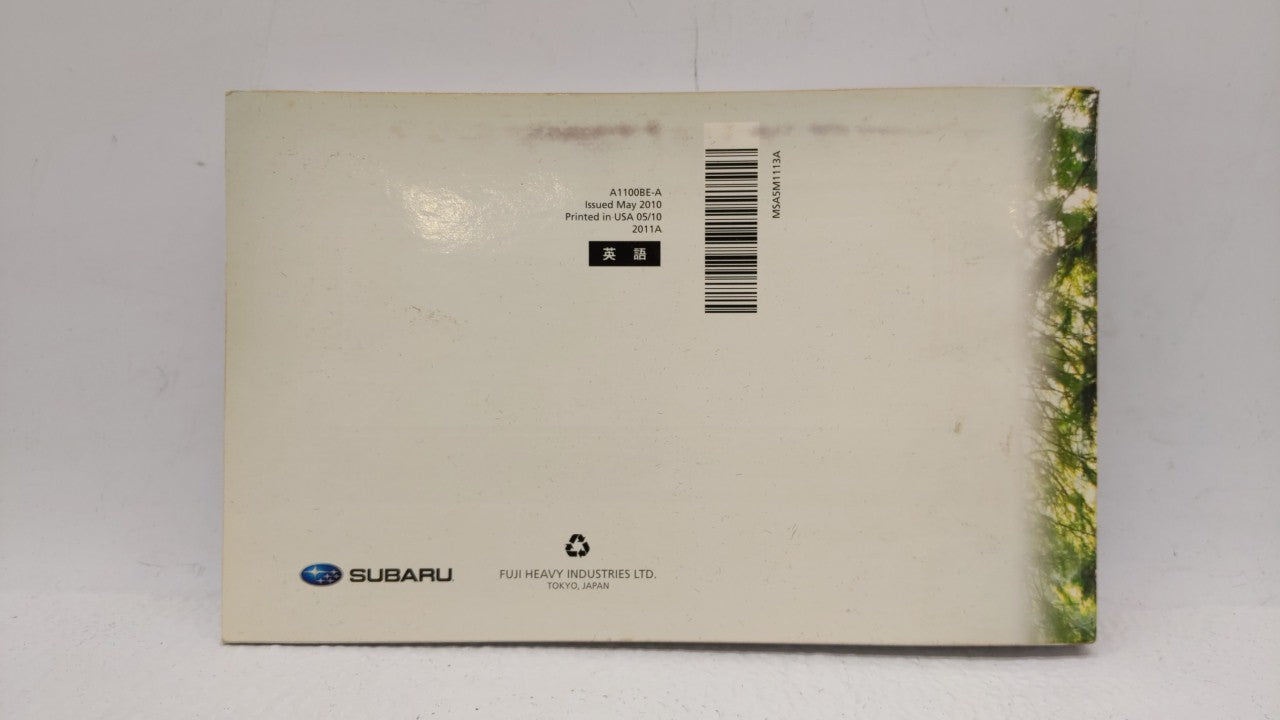 A1100BE-A
Issued May 2010
Printed in USA 05/10
2011A
英 語
MSA5M1113A
SUBARU
FUJI HEAVY INDUSTRIES LTD.
TOKYO, JAPAN